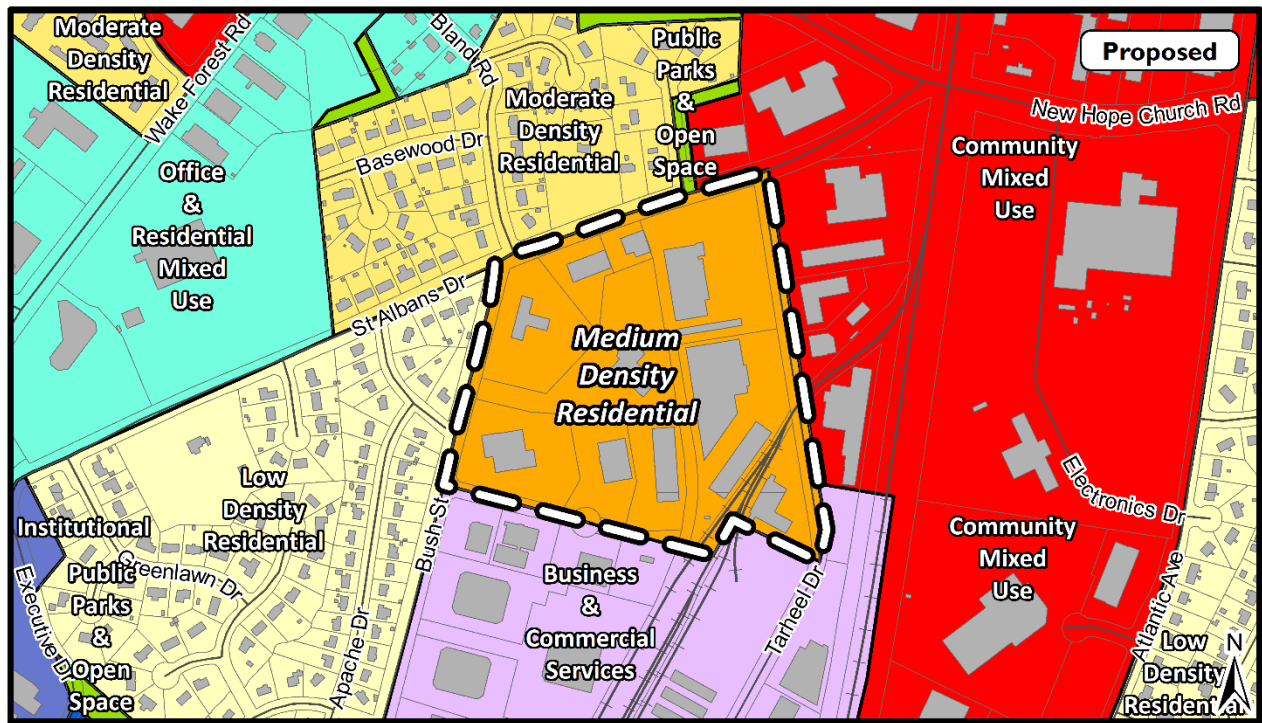 Moderate
Density
Residential
Wake Forest Rd
Bland Rd
Public
Parks
&
Open
Space
Proposed
Moderate
Density
Residential
Basewood Dr
New Hope Church Rd
Community
Mixed
Use
Office
&
Residential
Mixed
Use
St Albans Dr
Medium
Density
Residential
Low
Density
Residential
Institutional
Greenlawn Dr
Public
Parks
&
Open
Space
Executive Dr
Apache Dr
Bush St
Business
&
Commercial
Services
Tarheel Dr
Electronics Dr
Community
Mixed
Use
Atlantic Ave
Low
Density
Residential
N